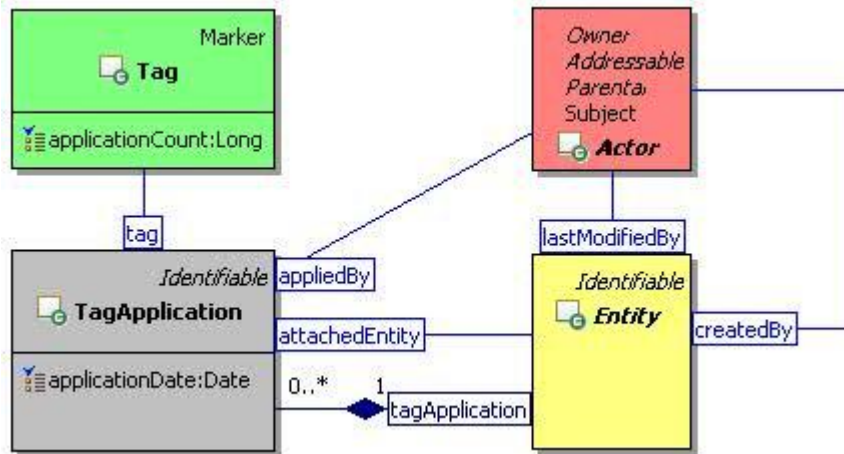 Marker
Tag
applicationCount:Long
Owner
Addressable
Parental
Subject
Actor
tag
lastModifiedBy
Identifiable
TagApplication
appliedBy
Identifiable
Entity
attachedEntity
createdBy
applicationDate:Date
0..*
1
tagApplication